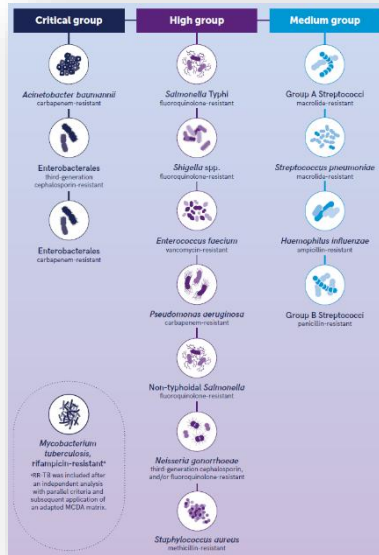 Critical group
High group
Medium group
Acinetobacter baumannii
carbapenem-resistant
Enterobacterales
third-generation
cephalosporin-resistant
Enterobacterales
carbapenem-resistant
Mycobacterium
tuberculosis,
rifampicin-resistant*
*RR-TB was included after
an independent analysis
with parallel criteria and
subsequent application of
an adapted MCDA matrix.
Salmonella Typhi
fluoroquinolone-resistant
Shigella spp.
fluoroquinolone-resistant
Enterococcus faecium
vancomycin-resistant
Pseudomonas aeruginosa
carbapenem-resistant
Non-typhoidal Salmonella
fluoroquinolone-resistant
Neisseria gonorrhoeae
third-generation cephalosporin,
and/or fluoroquinolone-resistant
Staphylococcus aureus
methicillin-resistant
Group A Streptococci
macrolide-resistant
Streptococcus pneumoniae
macrolide-resistant
Haemophilus influenzae
ampicillin-resistant
Group B Streptococci
penicillin-resistant